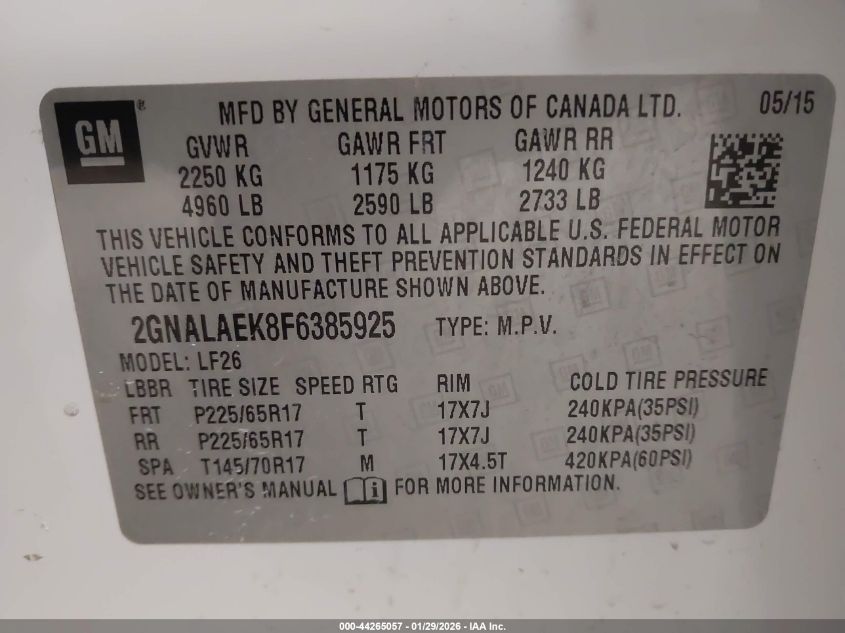 GM ®
MFD BY GENERAL MOTORS OF CANADA LTD. 05/15
GVWR GAWR FRT GAWR RR
2250 KG 1175 KG 1240 KG
4960 LB 2590 LB 2733 LB
THIS VEHICLE CONFORMS TO ALL APPLICABLE U.S. FEDERAL MOTOR
VEHICLE SAFETY AND THEFT PREVENTION STANDARDS IN EFFECT ON
THE DATE OF MANUFACTURE SHOWN ABOVE.
2GNALAEK8F6385925 TYPE: M.P.V.
MODEL: LF26
LBBR TIRE SIZE SPEED RTG RIM COLD TIRE PRESSURE
FRT P225/65R17 T 17X7J 240KPA(35PSI)
RR P225/65R17 T 17X7J 240KPA(35PSI)
SPA T145/70R17 M 17X4.5T 420KPA(60PSI)
SEE OWNER'S MANUAL i FOR MORE INFORMATION.
000-44265057 - 01/29/2026 - IAA Inc.